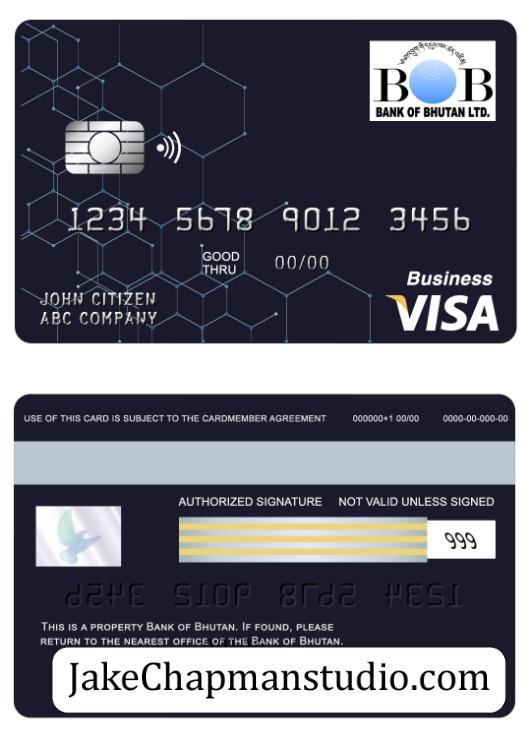 BOB
BANK OF BHUTAN LTD.
1234 5678 9012 3456
GOOD
THRU
00/00
JOHN CITIZEN
ABC COMPANY
Business
VISA
USE OF THIS CARD IS SUBJECT TO THE CARDMEMBER AGREEMENT 000000+1 00/00 0000-00-000-00
AUTHORIZED SIGNATURE NOT VALID UNLESS SIGNED
999
1234 5678 9012 3456
THIS IS A PROPERTY BANK OF BHUTAN. IF FOUND, PLEASE
RETURN TO THE NEAREST OFFICE OF THE BANK OF BHUTAN.
JakeChapmanstudio.com